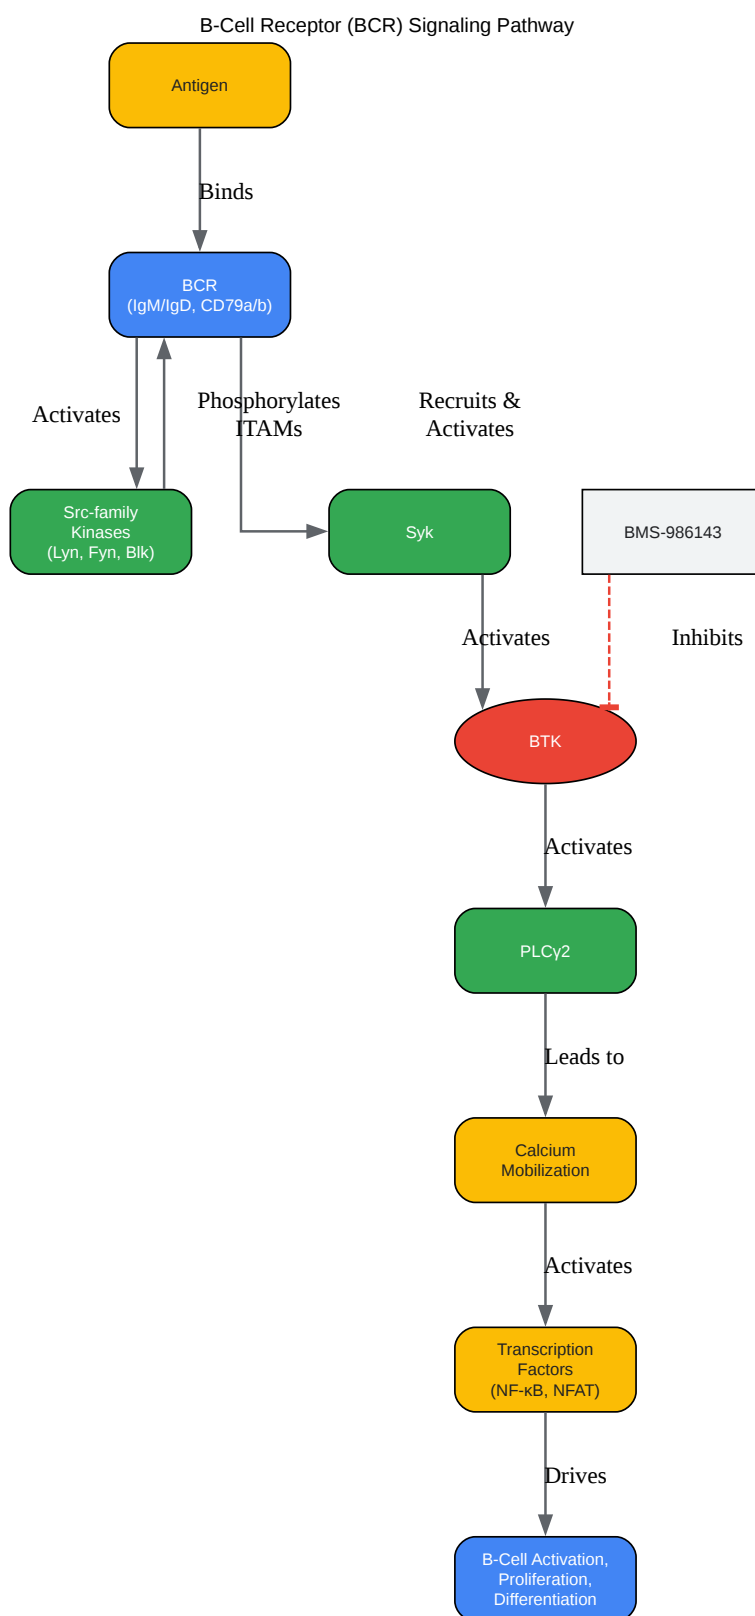 B-Cell Receptor (BCR) Signaling Pathway
Antigen
Binds
BCR
(IgM/IgD, CD79a/b)
Activates
Phosphorylates
ITAMs
Recruits &
Activates
Src-family
Kinases
(Lyn, Fyn, Blk)
Syk
BMS-986143
Activates
Inhibits
BTK
Activates
PLCγ2
Leads to
Calcium
Mobilization
Activates
Transcription
Factors
(NF-κB, NFAT)
Drives
B-Cell Activation,
Proliferation,
Differentiation